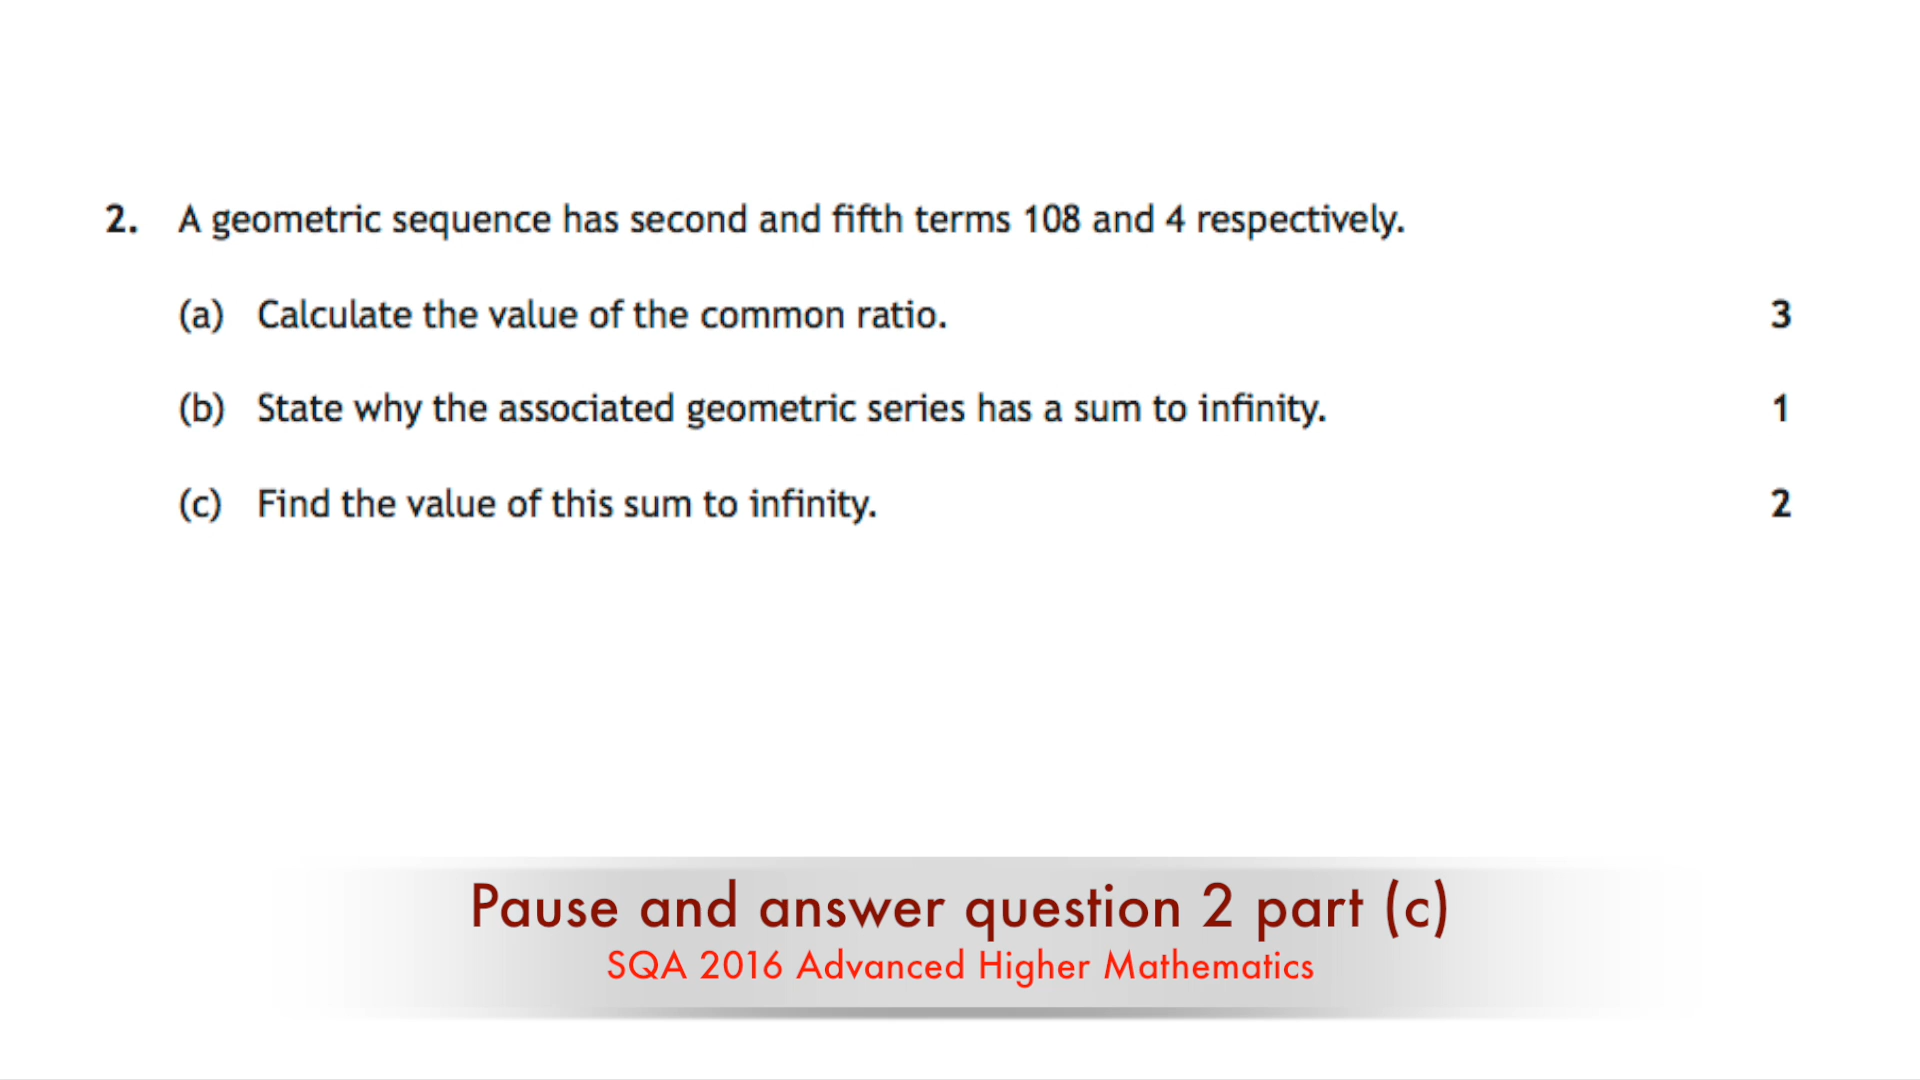 2. A geometric sequence has second and fifth terms 108 and 4 respectively.
(a) Calculate the value of the common ratio. 3
(b) State why the associated geometric series has a sum to infinity. 1
(c) Find the value of this sum to infinity. 2
Pause and answer question 2 part (c)
SQA 2016 Advanced Higher Mathematics